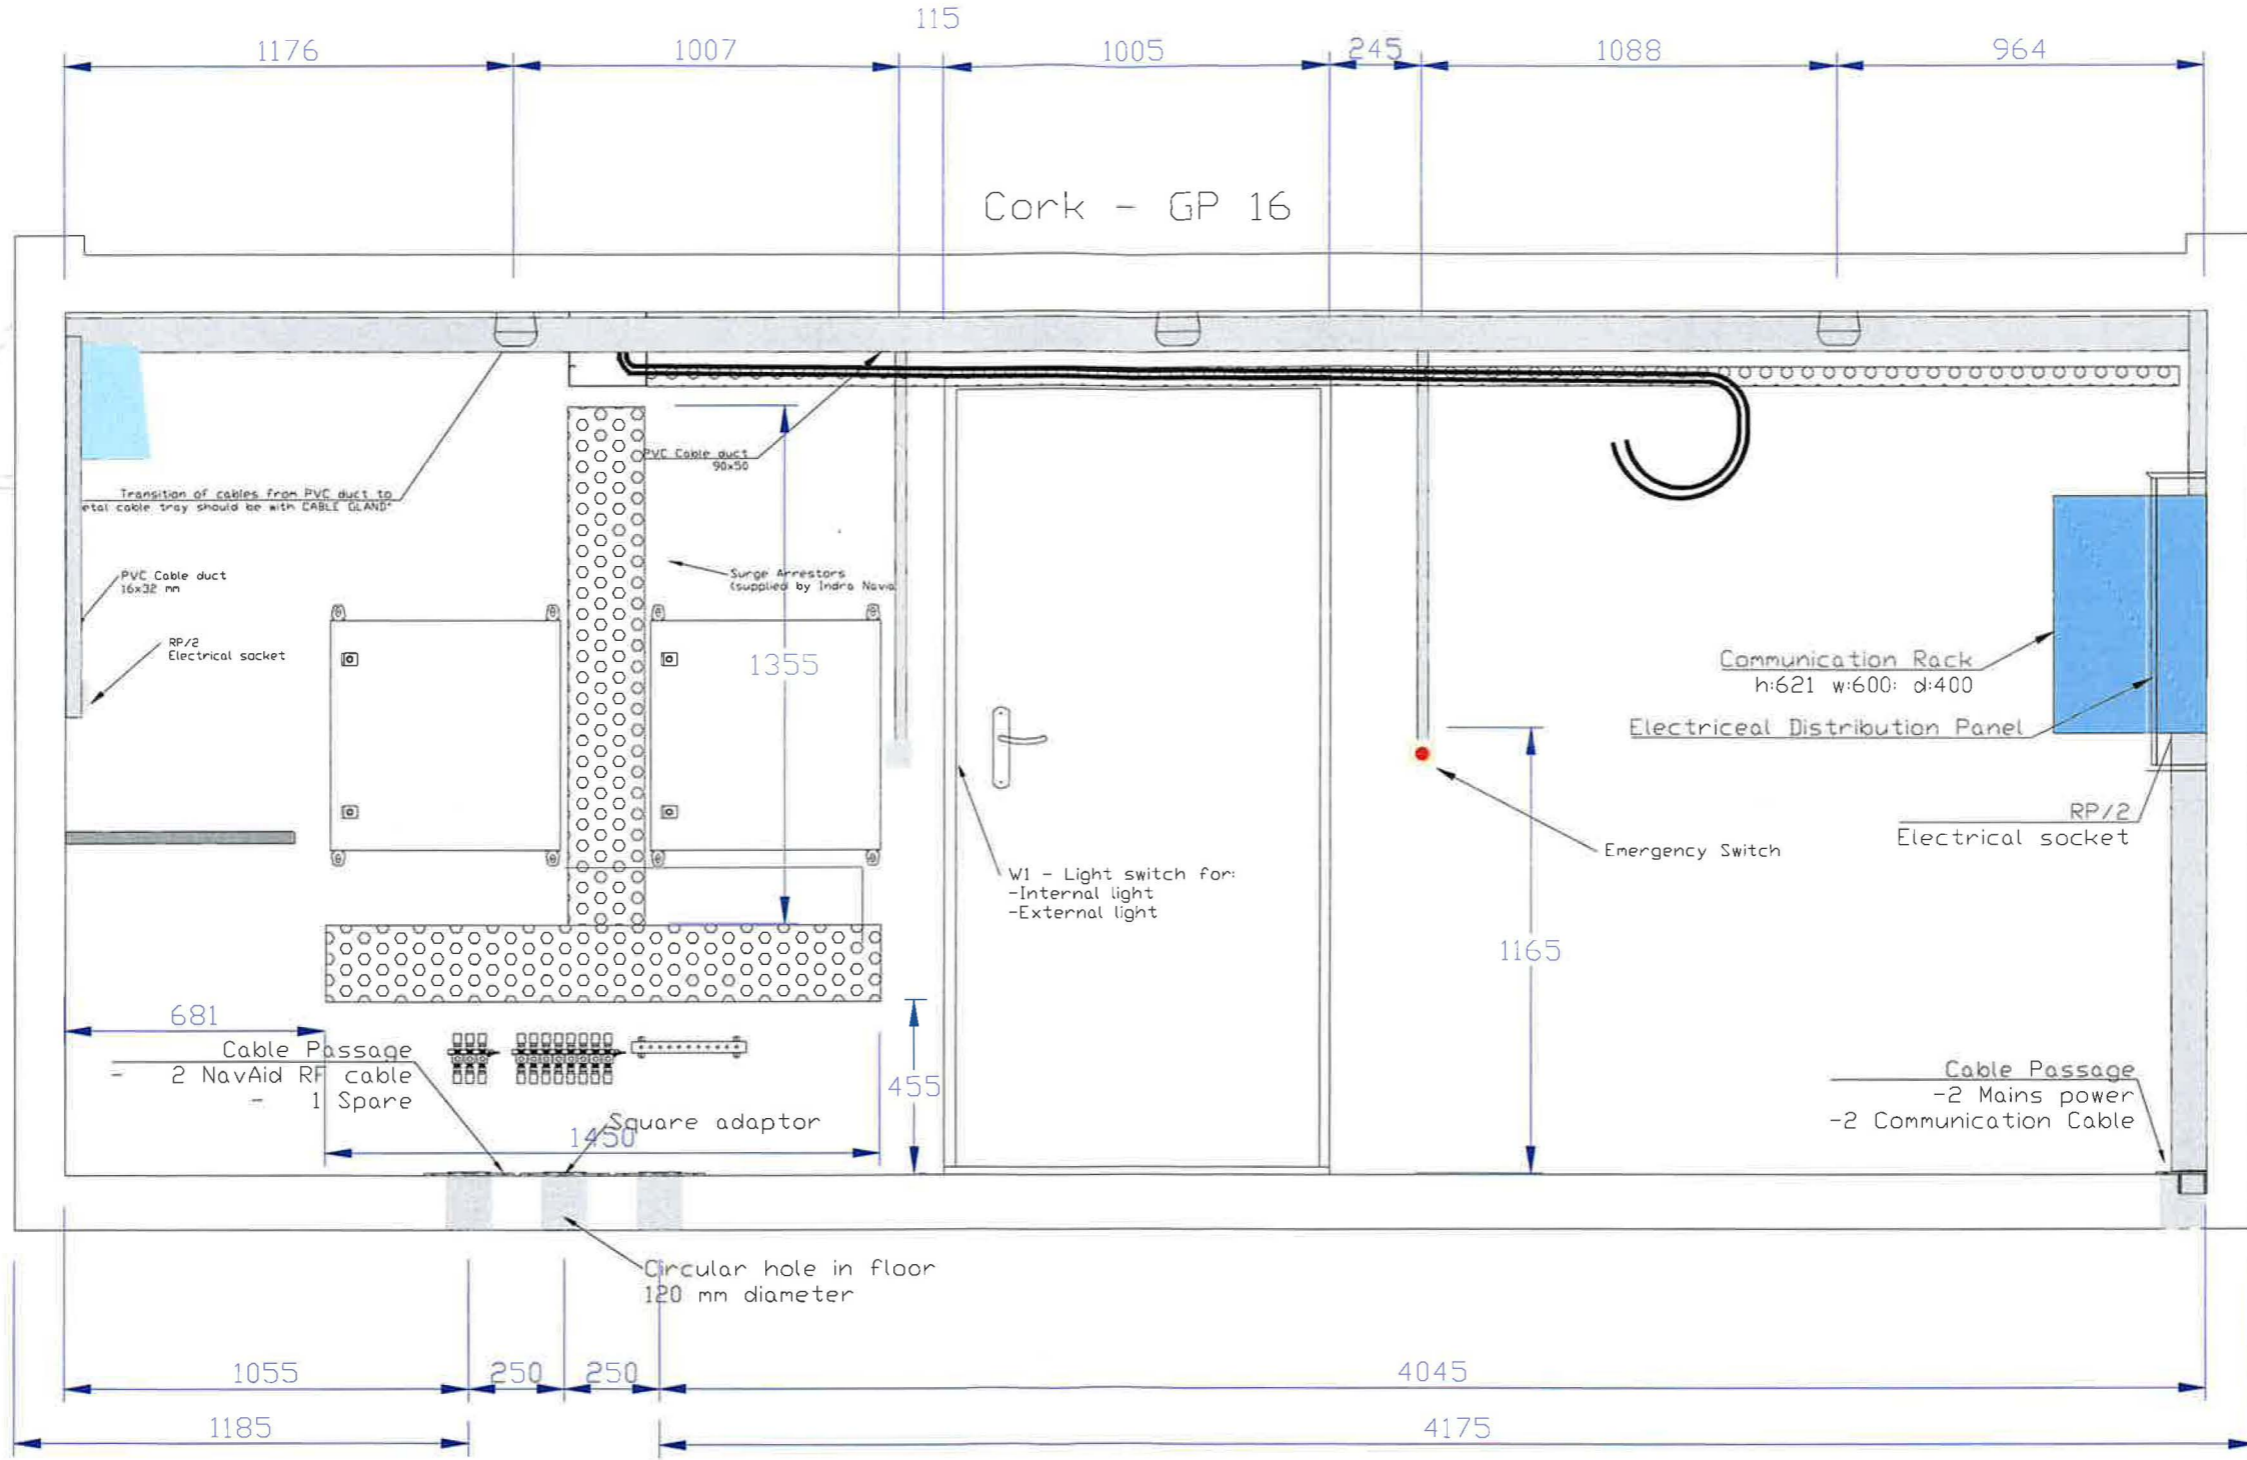 115
1176
1007
1005
245
1088
964
Cork - GP 16
PVC Cable duct
90x50
Transition of cables from PVC duct to
etal cable tray should be with CABLE GLAND"
PVC Cable duct
16x32 mm
Surge Arrestors
(supplied by Indra Navia
RP/2
Electrical socket
1355
Communication Rack
h:621 w:600: d:400
Electriceal Distribution Panel
RP/2
Electrical socket
Emergency Switch
W1 - Light switch for:
-Internal light
-External light
1165
681
Cable Passage
- 2 NavAid RF cable
- 1 Spare
455
Square adaptor
1450
Cable Passage
-2 Mains power
-2 Communication Cable
Circular hole in floor
120 mm diameter
1055
250
250
4045
1185
4175